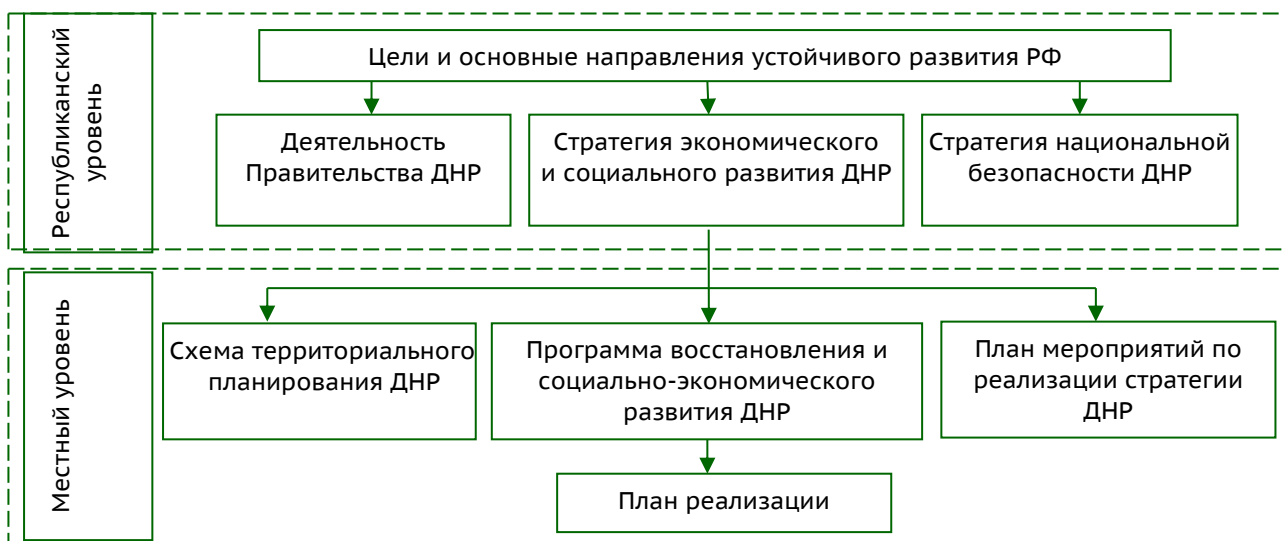 Республиканский
уровень
Цели и основные направления устойчивого развития РФ
Деятельность
Правительства ДНР
Стратегия экономического
и социального развития ДНР
Стратегия национальной
безопасности ДНР
Местный уровень
Схема территориального
планирования ДНР
Программа восстановления и
социально-экономического
развития ДНР
План мероприятий по
реализации стратегии
ДНР
План реализации